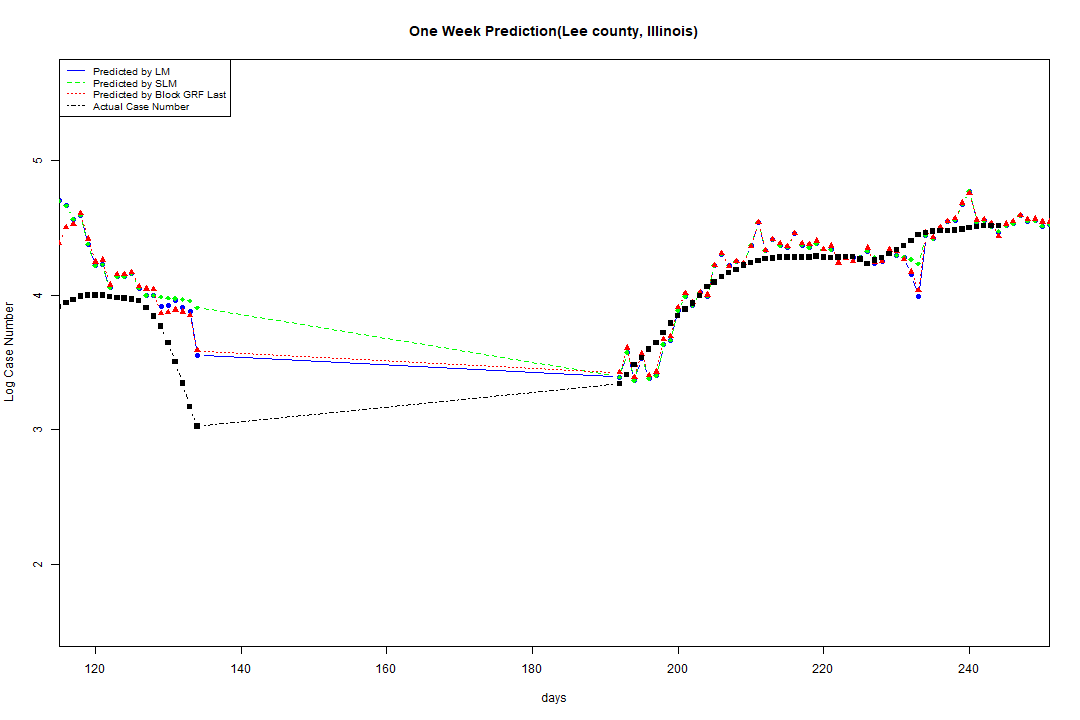 One Week Prediction(Lee county, Illinois)
Predicted by LM
Predicted by SLM
Predicted by Block GRF Last
Actual Case Number
5
4
3
2
Log Case Number
120 140 160 180 200 220 240
days